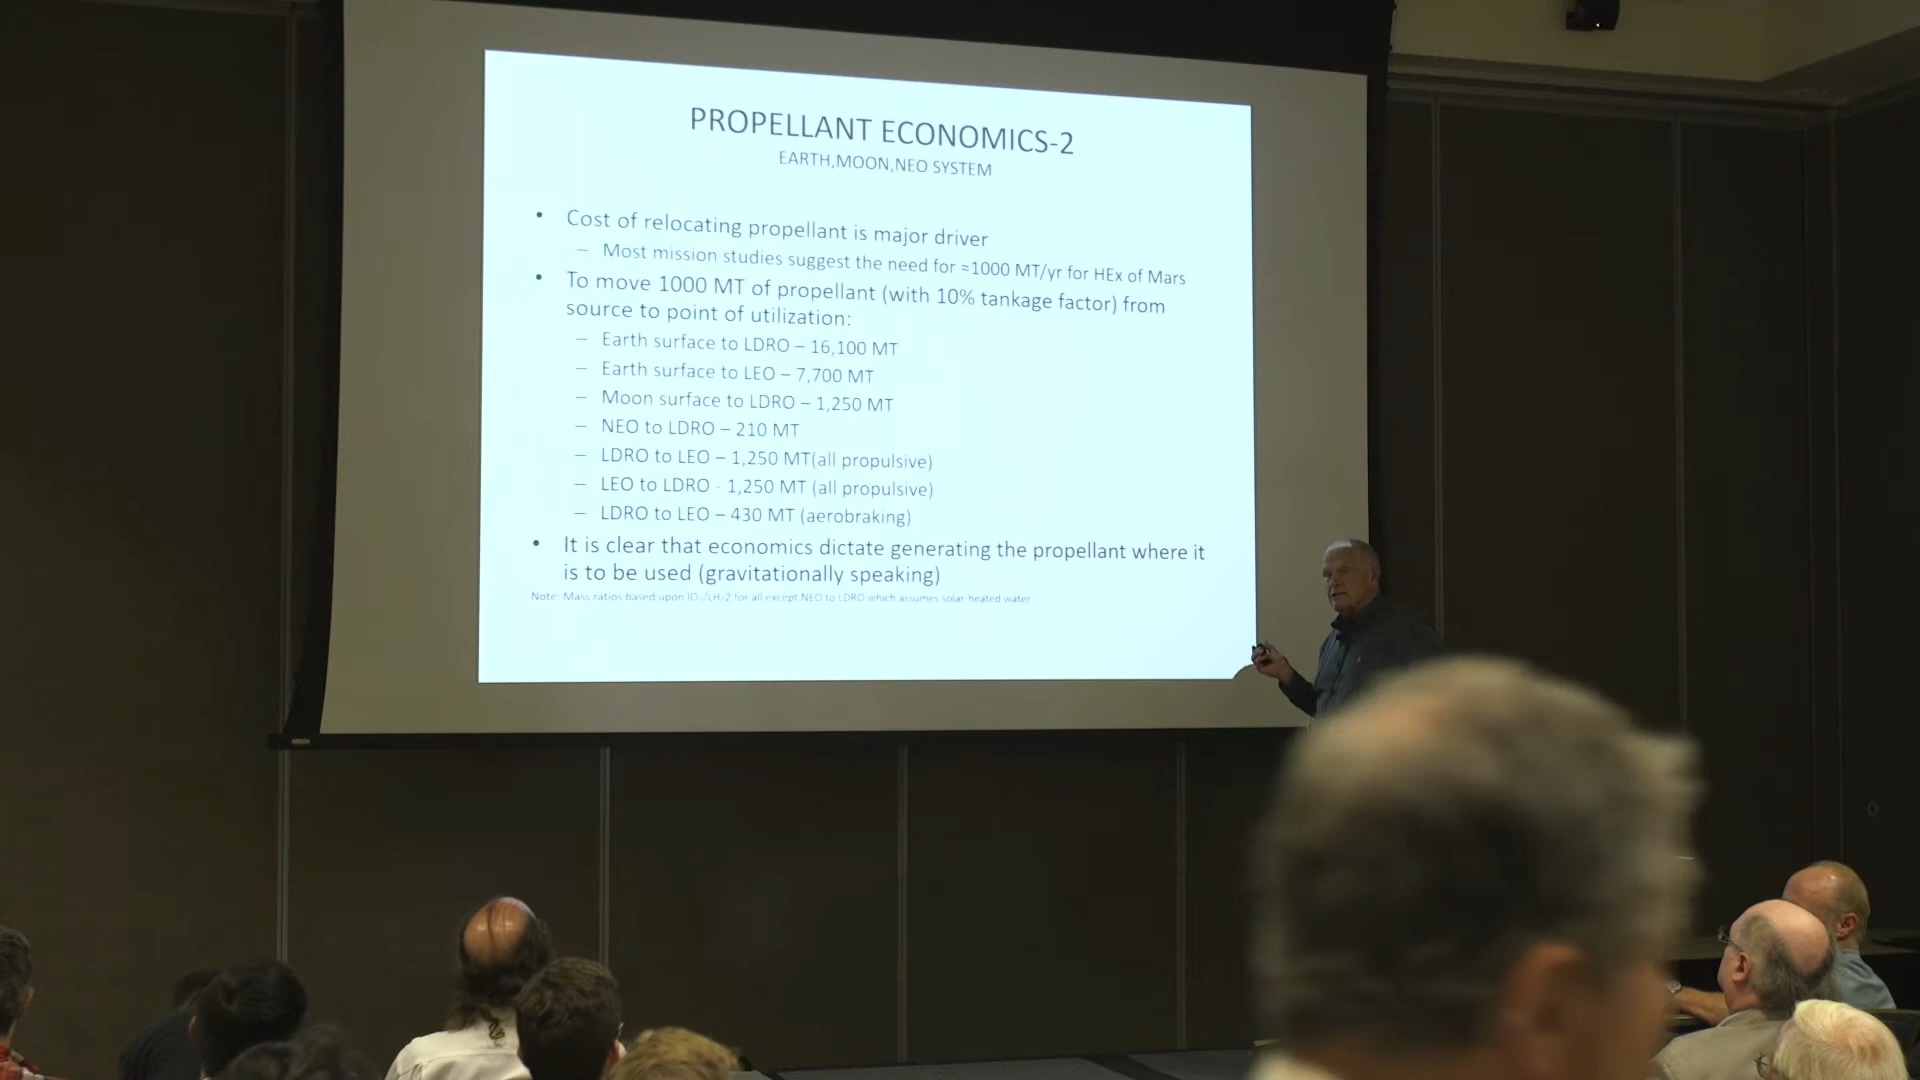 PROPELLANT ECONOMICS-2
EARTH,MOON,NEO SYSTEM
• Cost of relocating propellant is major driver
– Most mission studies suggest the need for ≈1000 MT/yr for HEx of Mars
• To move 1000 MT of propellant (with 10% tankage factor) from
source to point of utilization:
– Earth surface to LDRO – 16,100 MT
– Earth surface to LEO – 7,700 MT
– Moon surface to LDRO – 1,250 MT
– NEO to LDRO – 210 MT
– LDRO to LEO – 1,250 MT(all propulsive)
– LEO to LDRO - 1,250 MT (all propulsive)
– LDRO to LEO – 430 MT (aerobraking)
• It is clear that economics dictate generating the propellant where it
is to be used (gravitationally speaking)
Note: Mass ratios based upon for all except NEO to LDRO which assumes solar heated water